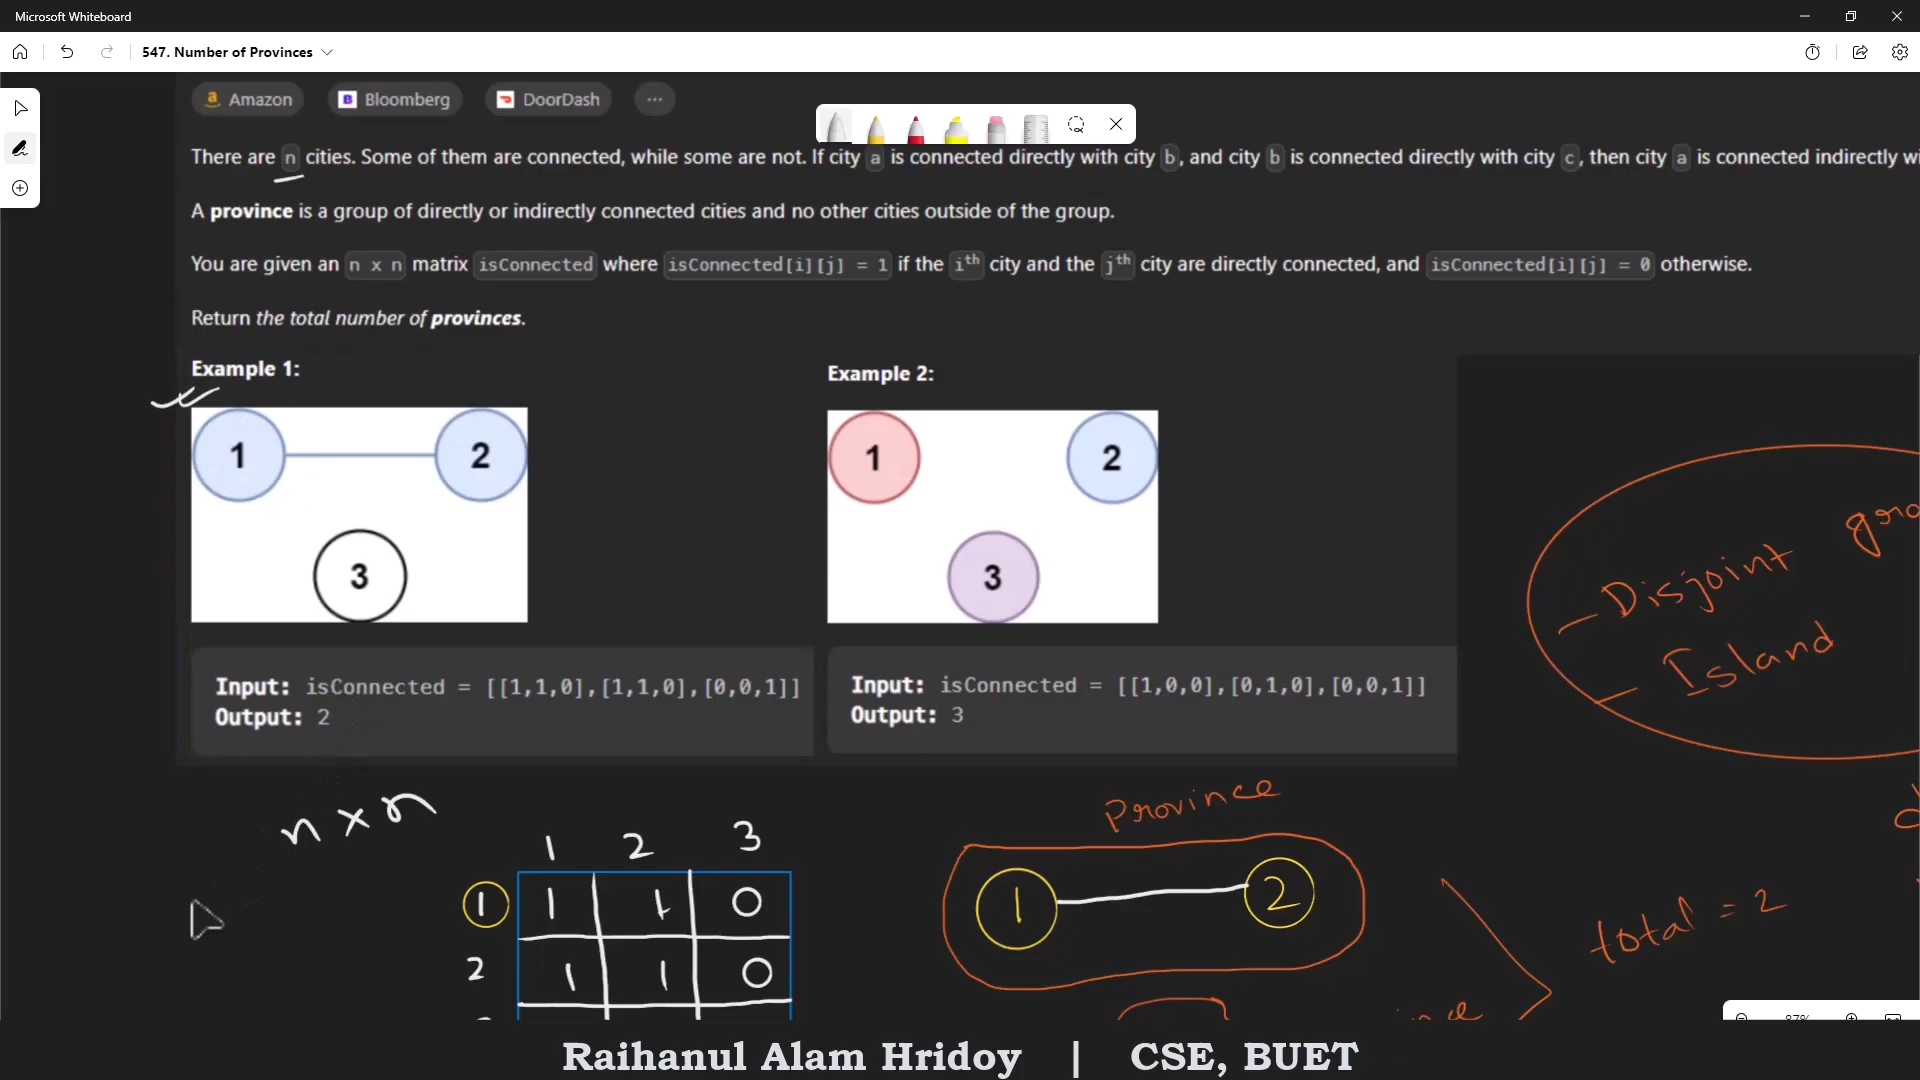 Microsoft Whiteboard
547. Number of Provinces
Amazon Bloomberg DoorDash ...
There are n cities. Some of them are connected, while some are not. If city a is connected directly with city b, and city b is connected directly with city c, then city a is connected indirectly
A province is a group of directly or indirectly connected cities and no other cities outside of the group.
You are given an n x n matrix isConnected where isConnected[i][j] = 1 if the ith city and the jth city are directly connected, and isConnected[i][j] = 0 otherwise.
Return the total number of provinces.
Example 1:
Example 2:
1 2
3
1 2
3
Input: isConnected = [[1,1,0],[1,1,0],[0,0,1]]
Output: 2
Input: isConnected = [[1,0,0],[0,1,0],[0,0,1]]
Output: 3
- Disjoint
- Island
n x n
Province
1 2 3
1 1 1 0
2 1 1 0
1 2
total = 2
87%
Raihanul Alam Hridoy | CSE, BUET